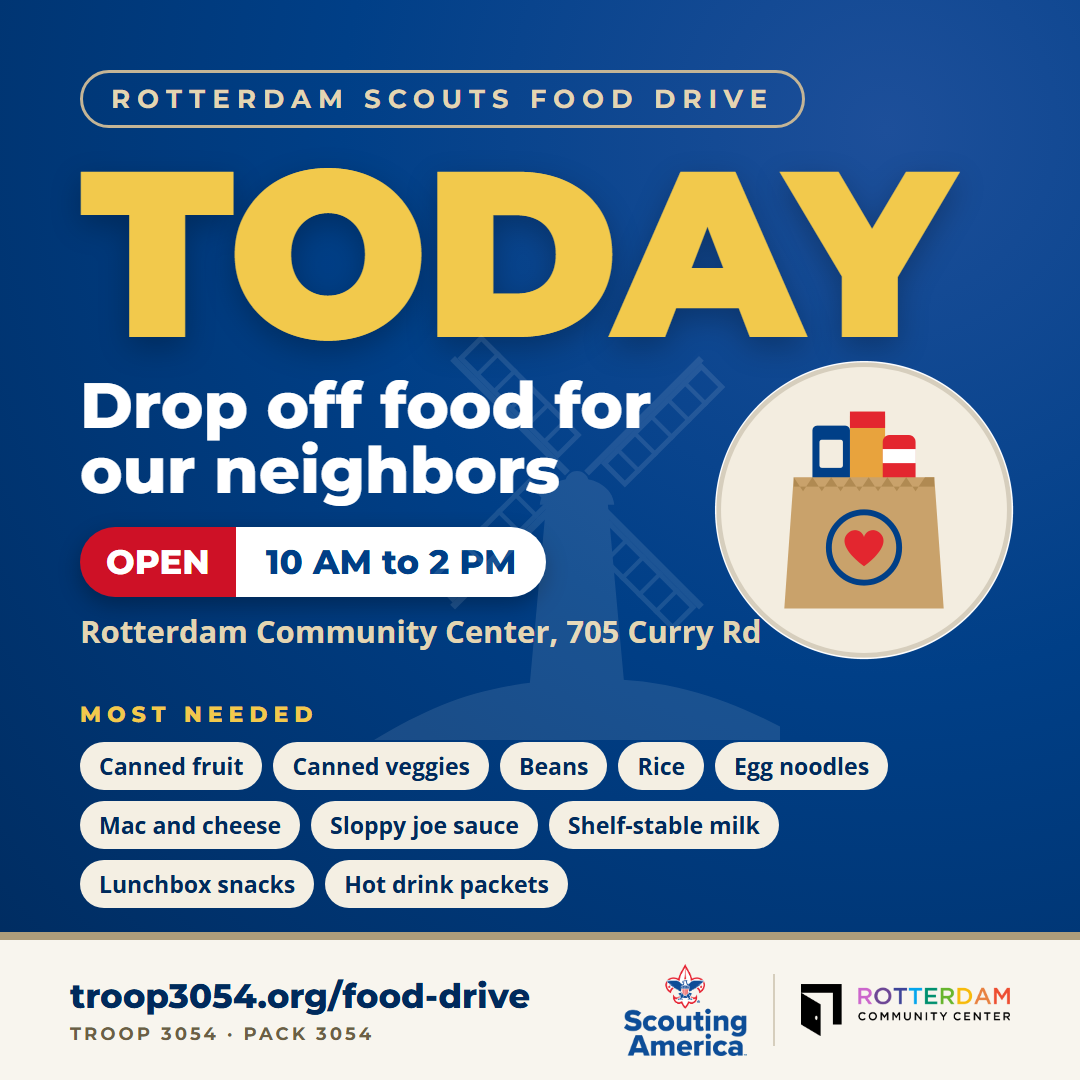 ROTTERDAM SCOUTS FOOD DRIVE
TODAY
Drop off food for
our neighbors
OPEN 10 AM to 2 PM
Rotterdam Community Center, 705 Curry Rd
MOST NEEDED
Canned fruit Canned veggies Beans Rice Egg noodles
Mac and cheese Sloppy joe sauce Shelf-stable milk
Lunchbox snacks Hot drink packets
troop3054.org/food-drive
TROOP 3054 · PACK 3054
Scouting
America
ROTTERDAM
COMMUNITY CENTER